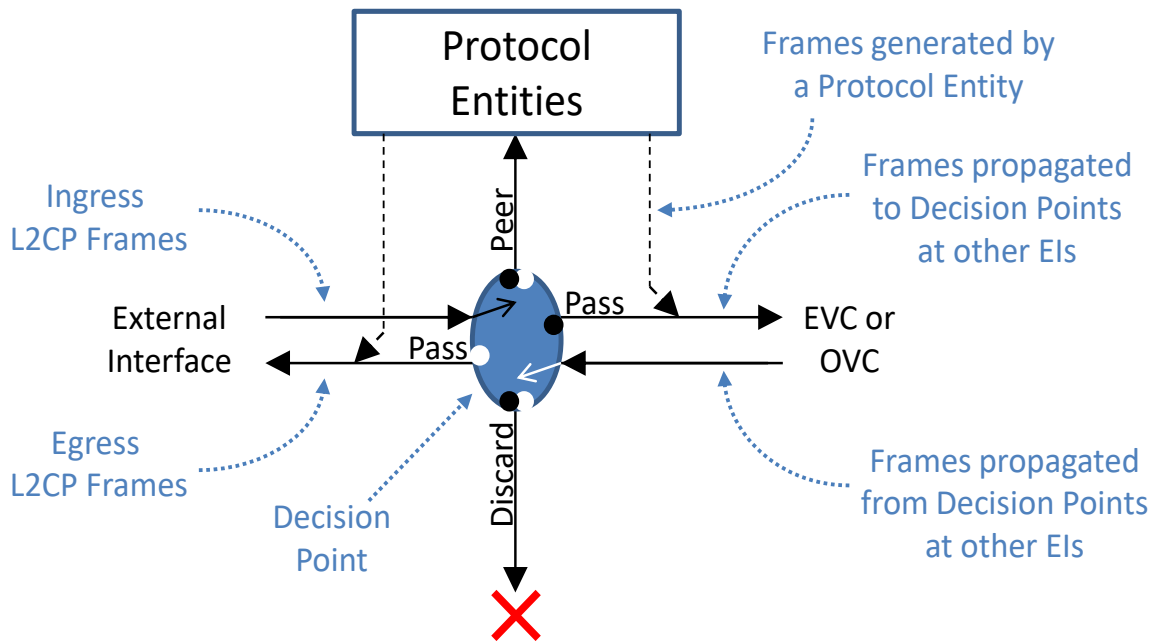 Protocol
Entities
Frames generated by
a Protocol Entity
Ingress
L2CP Frames
Peer
Frames propagated
to Decision Points
at other EIs
External
Interface
Pass
Pass
EVC or
OVC
Egress
L2CP Frames
Decision
Point
Discard
Frames propagated
from Decision Points
at other EIs